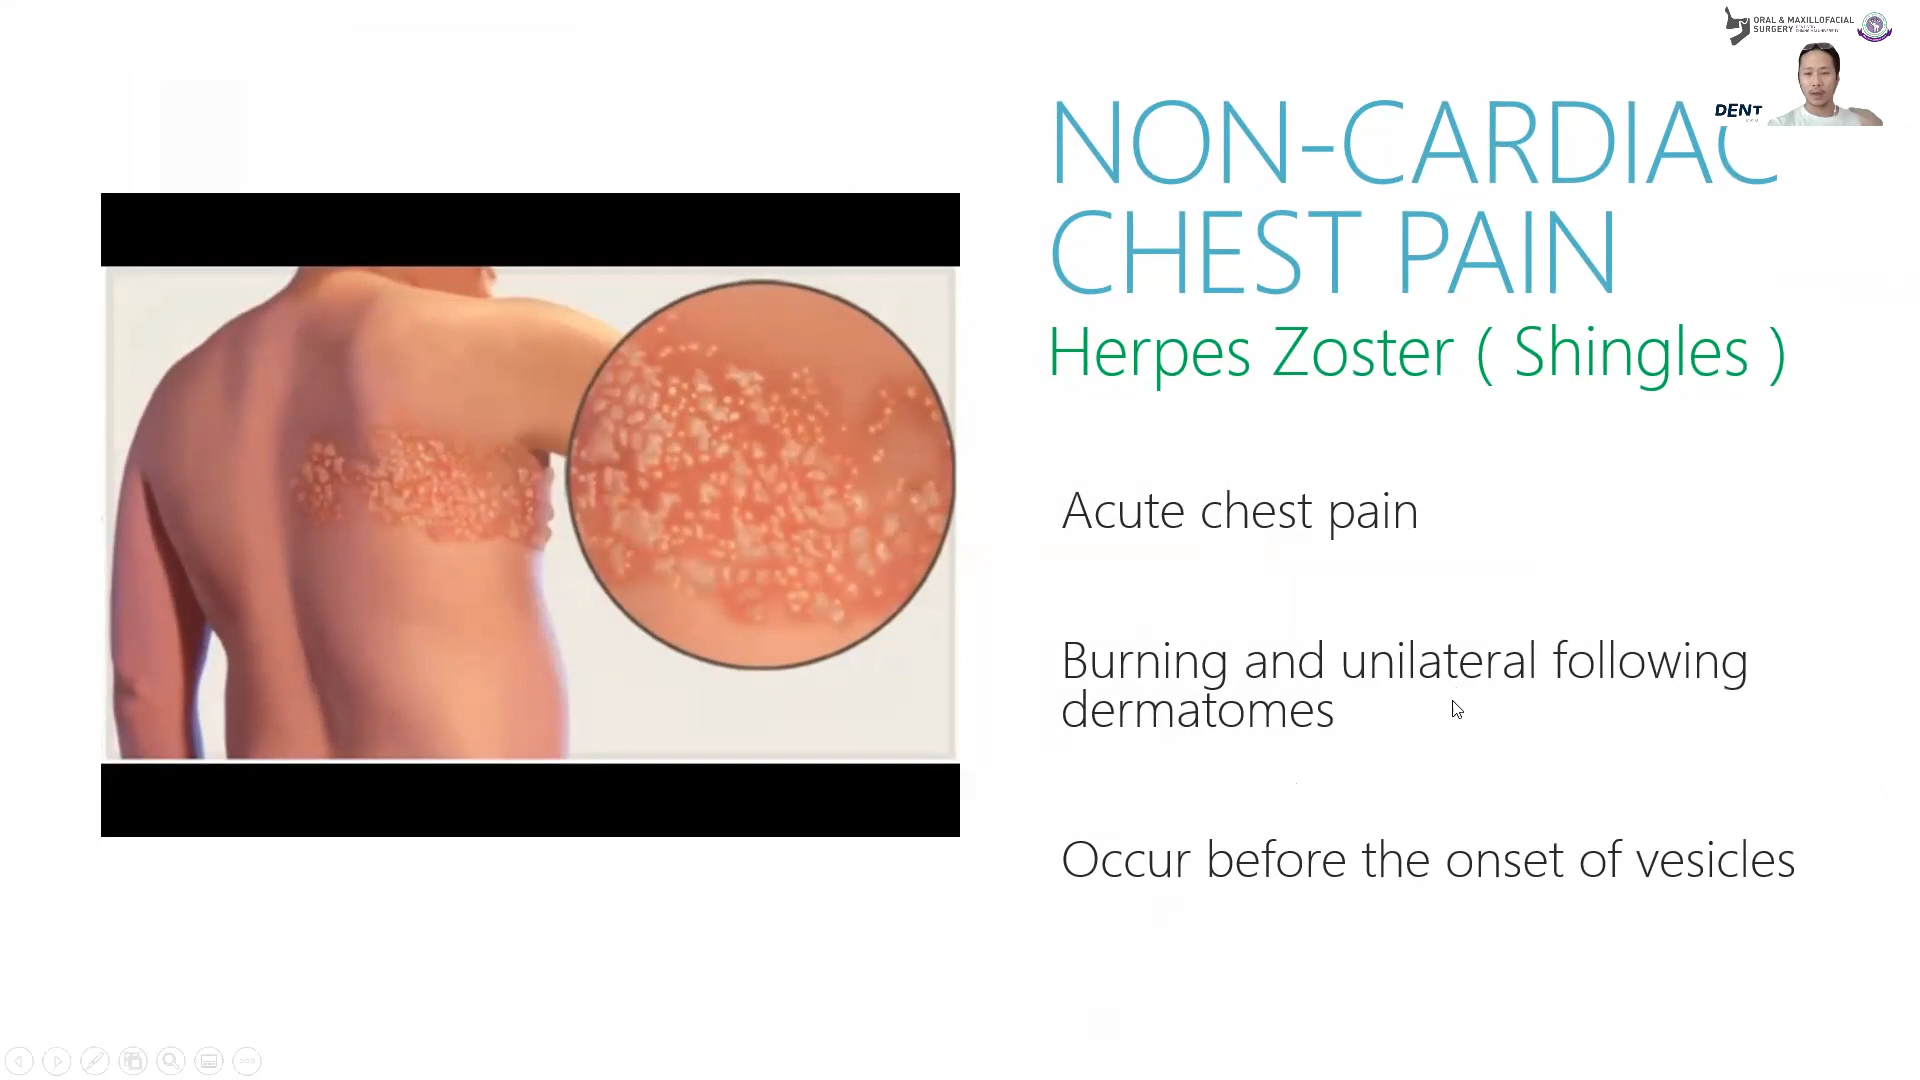 ORAL & MAXILLOFACIAL
SURGERY
DENT
NON-CARDIAC
CHEST PAIN
Herpes Zoster ( Shingles )
Acute chest pain
Burning and unilateral following
dermatomes
Occur before the onset of vesicles